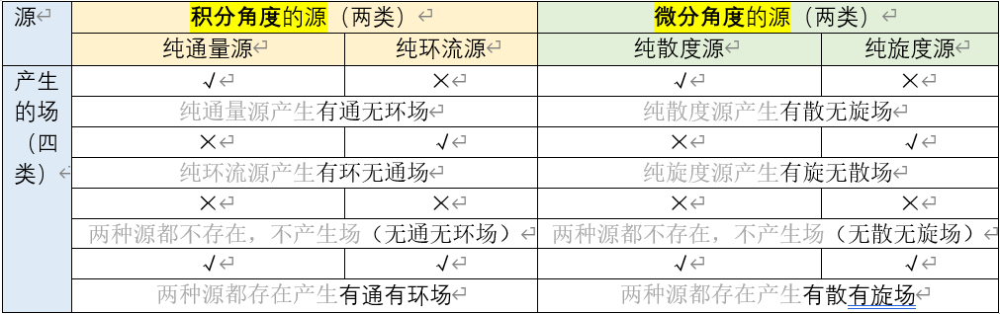 源 积分角度的源（两类） 微分角度的源（两类）
纯通量源 纯环流源 纯散度源 纯旋度源
产生的场（四类）
√ × √ ×
纯通量源产生有通无环场 纯散度源产生有散无旋场
× √ × √
纯环流源产生有环无通场 纯旋度源产生有旋无散场
× × × ×
两种源都不存在，不产生场（无通无环场） 两种源都不存在，不产生场（无散无旋场）
√ √ √ √
两种源都存在产生有通有环场 两种源都存在产生有散有旋场